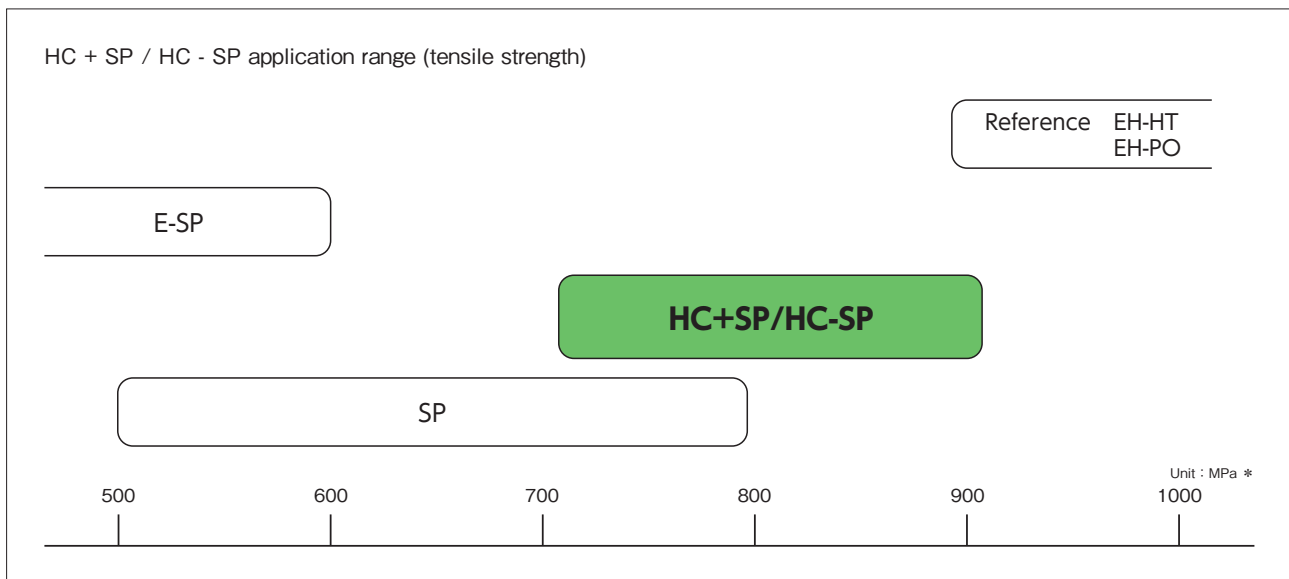 HC + SP / HC - SP application range (tensile strength)
Reference EH-HT
EH-PO
E-SP
HC+SP/HC-SP
SP
Unit : MPa *
500 600 700 800 900 1000